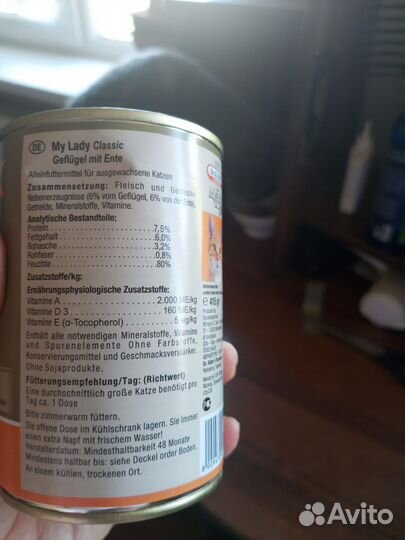 DE My Lady Classic
Geflügel mit Ente
Alleinfuttermittel für ausgewachsene Katzen
Zusammensetzung: Fleisch und tierische
Nebenerzeugnisse (6% vom Geflügel, 6% von der Ente),
Getreide, Mineralstoffe, Vitamine.
Analytische Bestandteile:
Protein 7,5%
Fettgehalt 6,0%
Rohasche 3,2%
Rohfaser 0,8%
Feuchte 80%
Zusatzstoffe/kg:
Ernährungsphysiologische Zusatzstoffe:
Vitamine A 2.000 ME/kg
Vitamine D 3 160 ME/kg
Vitamine E (α-Tocopherol) 5 mg/kg
Enthält alle notwendigen Mineralstoffe, Vitamine
und Spurenelemente Ohne Farbstoffe,
Konservierungsmittel und Geschmacksverstärker.
Ohne Sojaprodukte.
Fütterungsempfehlung/Tag: (Richtwert)
Eine durchschnittlich große Katze benötigt pro
Tag ca. 1 Dose
Bitte zimmerwarm füttern.
Die offene Dose im Kühlschrank lagern. Sie immer
einen extra Napf mit frischem Wasser!
Herstellerdatum: Mindesthaltbarkeit 48 Monate
Mindestens haltbar bis: siehe Deckel order Boden.
An einem kühlen, trockenen Ort.
℮ 415 g
Avito